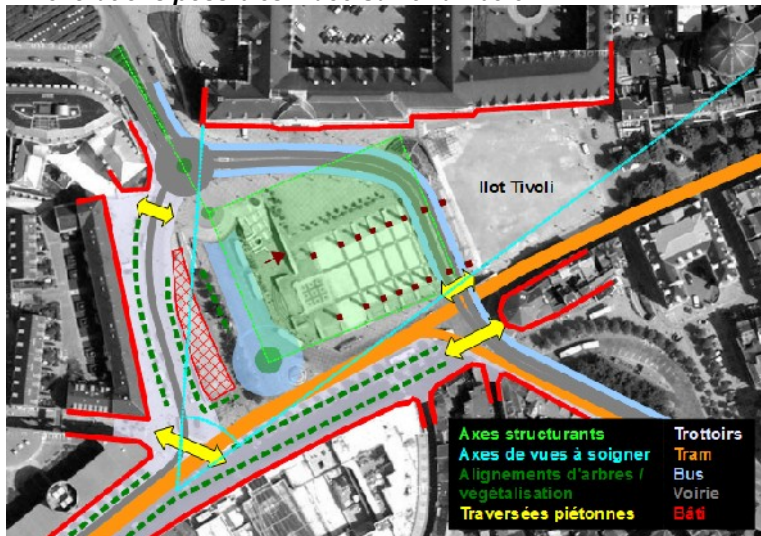 Ilot Tivoli
Axes structurants
Trottoirs
Axes de vues à soigner
Tram
Alignements d'arbres /
végétalisation
Bus
Voirie
Traversées piétonnes
Bâti